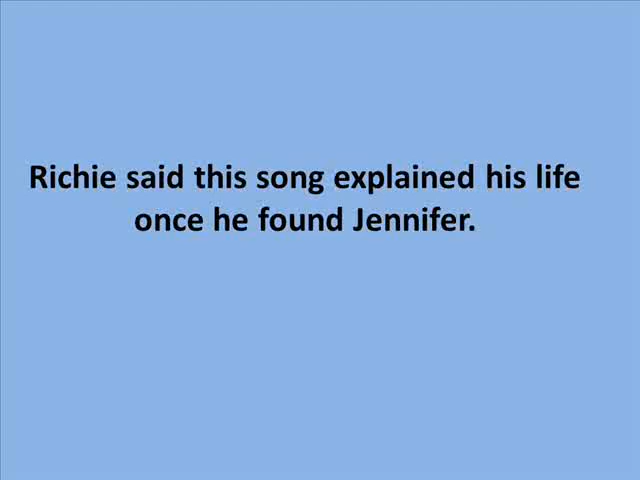 Richie said this song explained his life
once he found Jennifer.